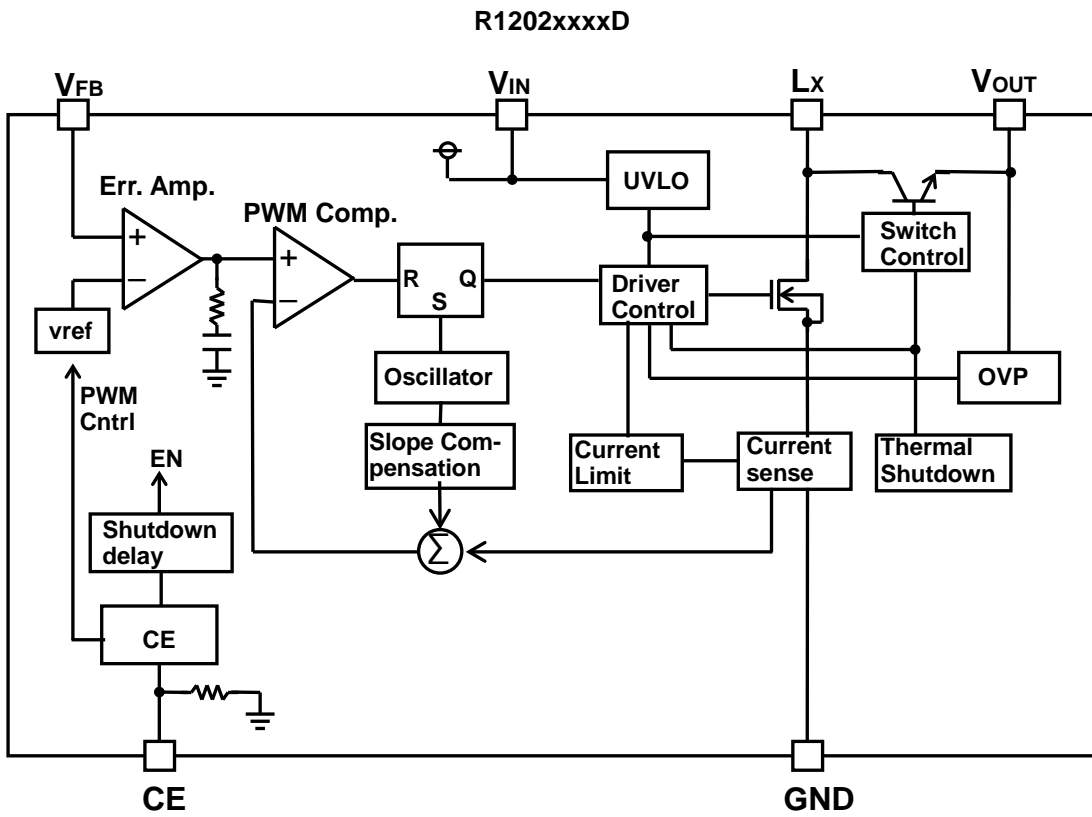 R1202xxxxD
VFB
VIN
LX
VOUT
Err. Amp.
PWM Comp.
UVLO
Switch
Control
+
−
+
−
R
Q
S
Driver
Control
vref
Oscillator
OVP
PWM
Cntrl
Slope Com-
pensation
Current
Limit
Current
sense
Thermal
Shutdown
EN
Shutdown
delay
Σ
CE
CE
GND